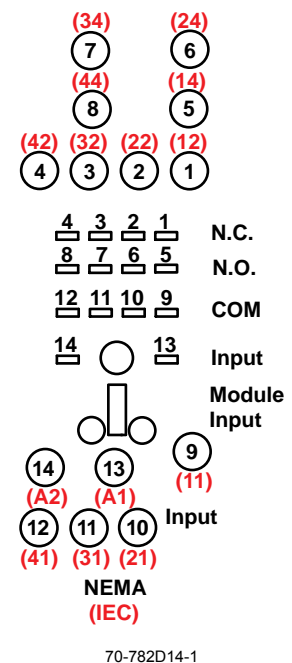 (34) (24)
7 6
(44) (14)
8 5
(42) (32) (22) (12)
4 3 2 1
4 3 2 1 N.C.
8 7 6 5 N.O.
12 11 10 9 COM
14 13 Input
Module
Input
9
14 13
(11)
(A2) (A1)
12 11 10 Input
(41) (31) (21)
NEMA
(IEC)
70-782D14-1